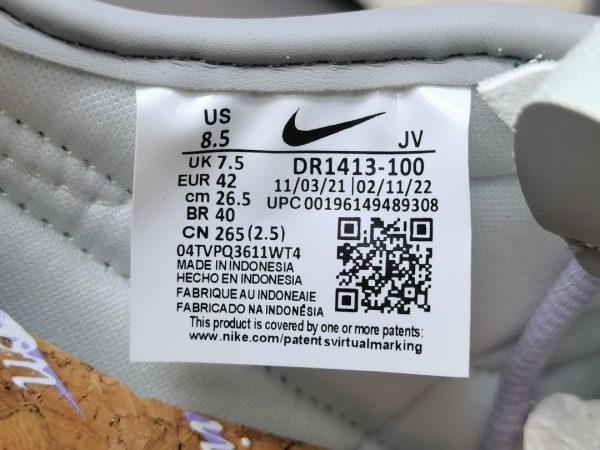 US
8.5
JV
UK 7.5
DR1413-100
EUR 42
11/03/21 | 02/11/22
cm 26.5
UPC 00196149489308
BR 40
CN 265 (2.5)
04TVPQ3611WT4
MADE IN INDONESIA
HECHO EN INDONESIA
FABRIQUE AU INDONEAIE
FABRICADO NA INDONÉSIA
This product is covered by one or more patents:
www.nike.com/patentsvirtualmarking